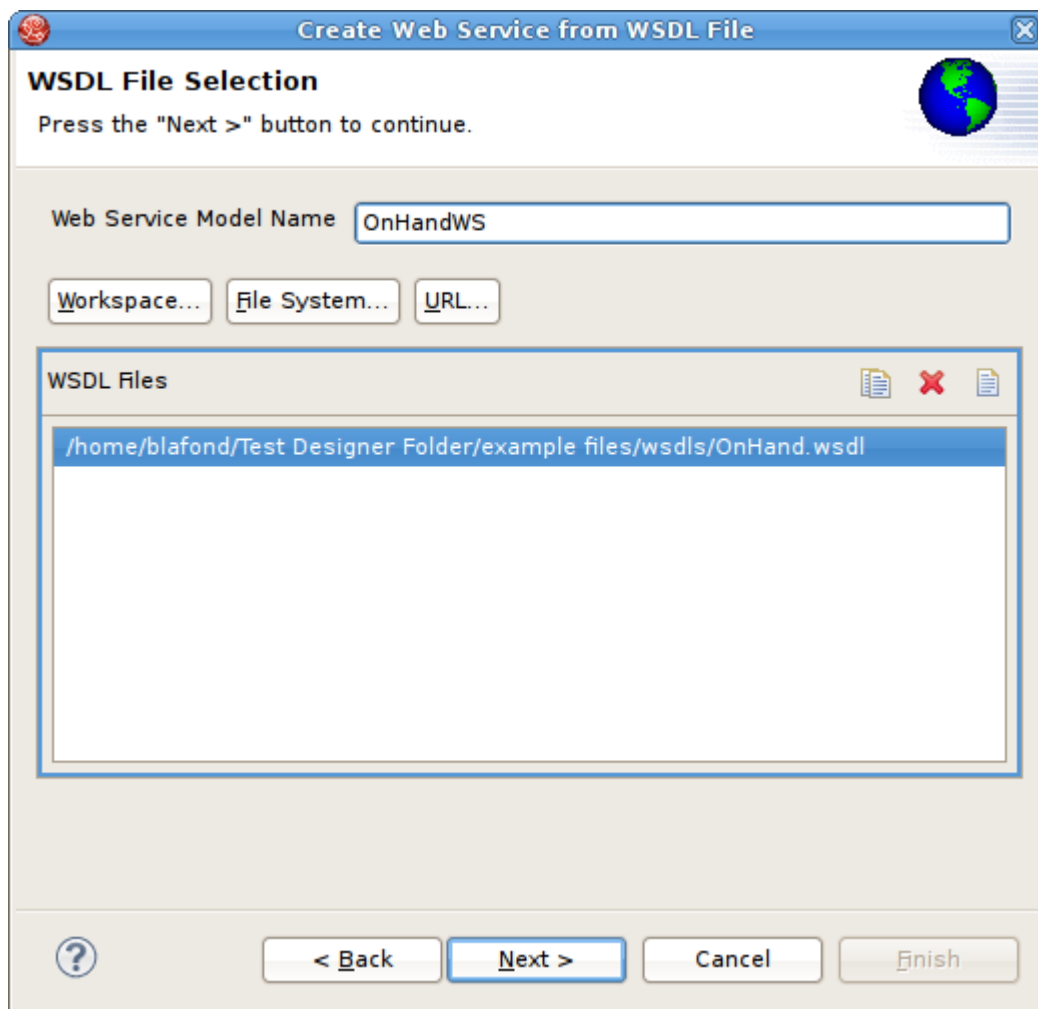 Create Web Service from WSDL File
WSDL File Selection
Press the "Next >" button to continue.
Web Service Model Name OnHandWS
Workspace... File System... URL...
WSDL Files
/home/blafond/Test Designer Folder/example files/wsdls/OnHand.wsdl
? < Back Next > Cancel Finish